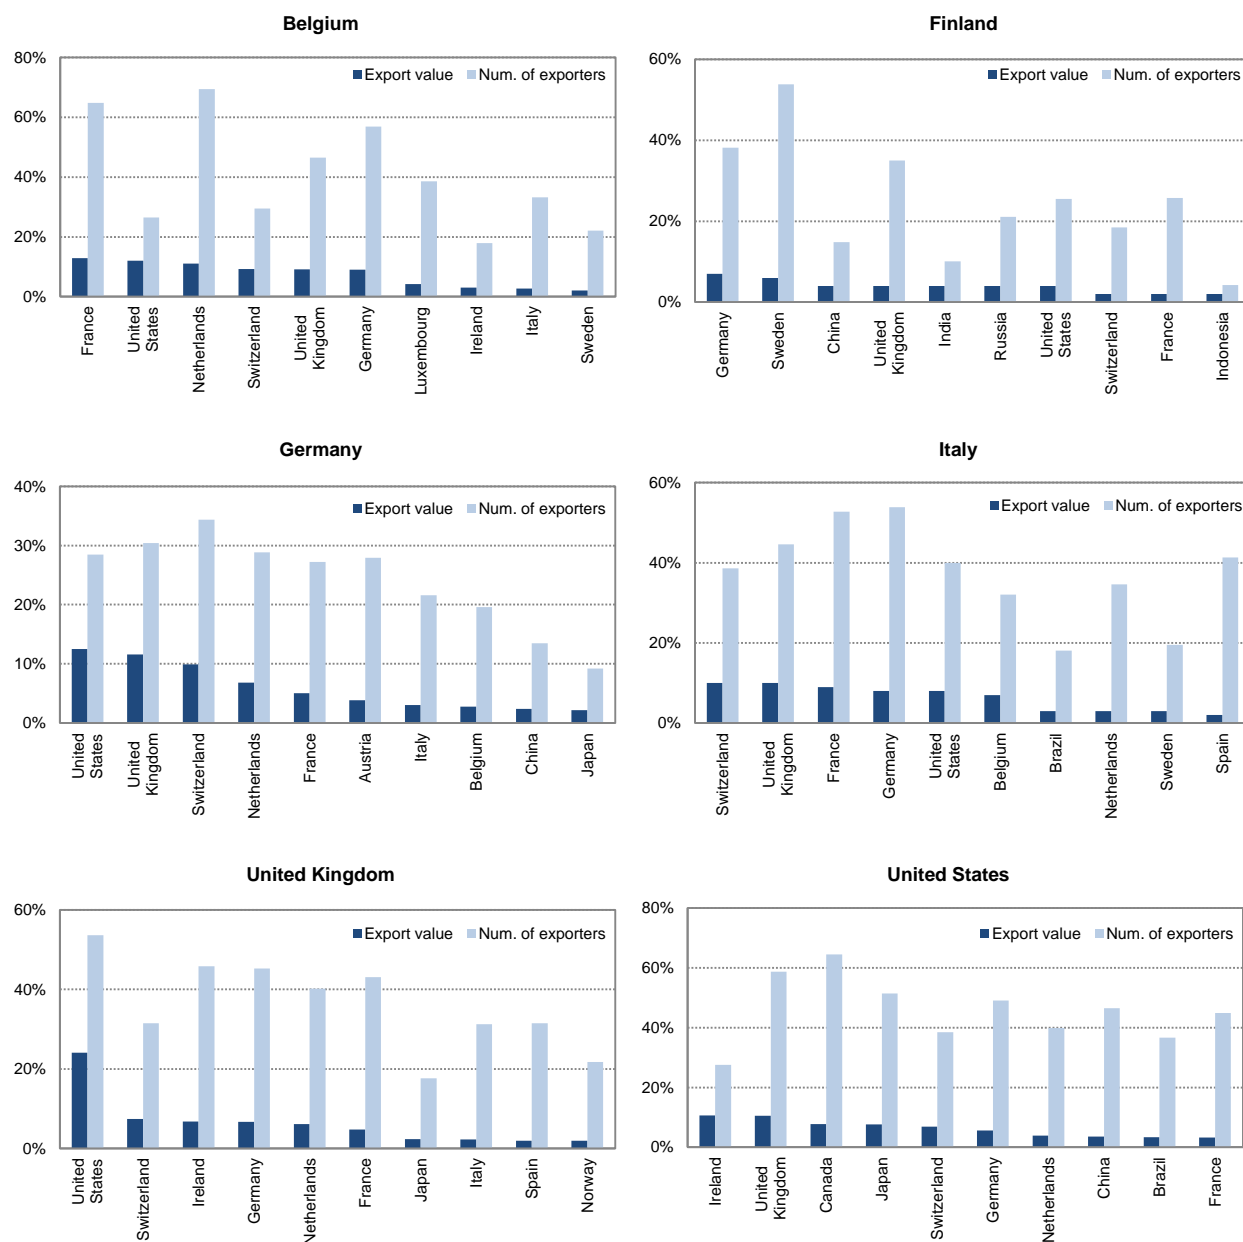 Belgium
80%
60%
40%
20%
0%
Export value
Num. of exporters
France
United
States
Netherlands
Switzerland
United
Kingdom
Germany
Luxembourg
Ireland
Italy
Sweden
Finland
60%
40%
20%
0%
Export value
Num. of exporters
Germany
Sweden
China
United
Kingdom
India
Russia
United
States
Switzerland
France
Indonesia
Germany
40%
30%
20%
10%
0%
Export value
Num. of exporters
United
States
United
Kingdom
Switzerland
Netherlands
France
Austria
Italy
Belgium
China
Japan
Italy
60%
40%
20%
0%
Export value
Num. of exporters
Switzerland
United
Kingdom
France
Germany
United
States
Belgium
Brazil
Netherlands
Sweden
Spain
United Kingdom
60%
40%
20%
0%
Export value
Num. of exporters
United
States
Switzerland
Ireland
Germany
Netherlands
France
Japan
Italy
Spain
Norway
United States
80%
60%
40%
20%
0%
Export value
Num. of exporters
Ireland
United
Kingdom
Canada
Japan
Switzerland
Germany
Netherlands
China
Brazil
France